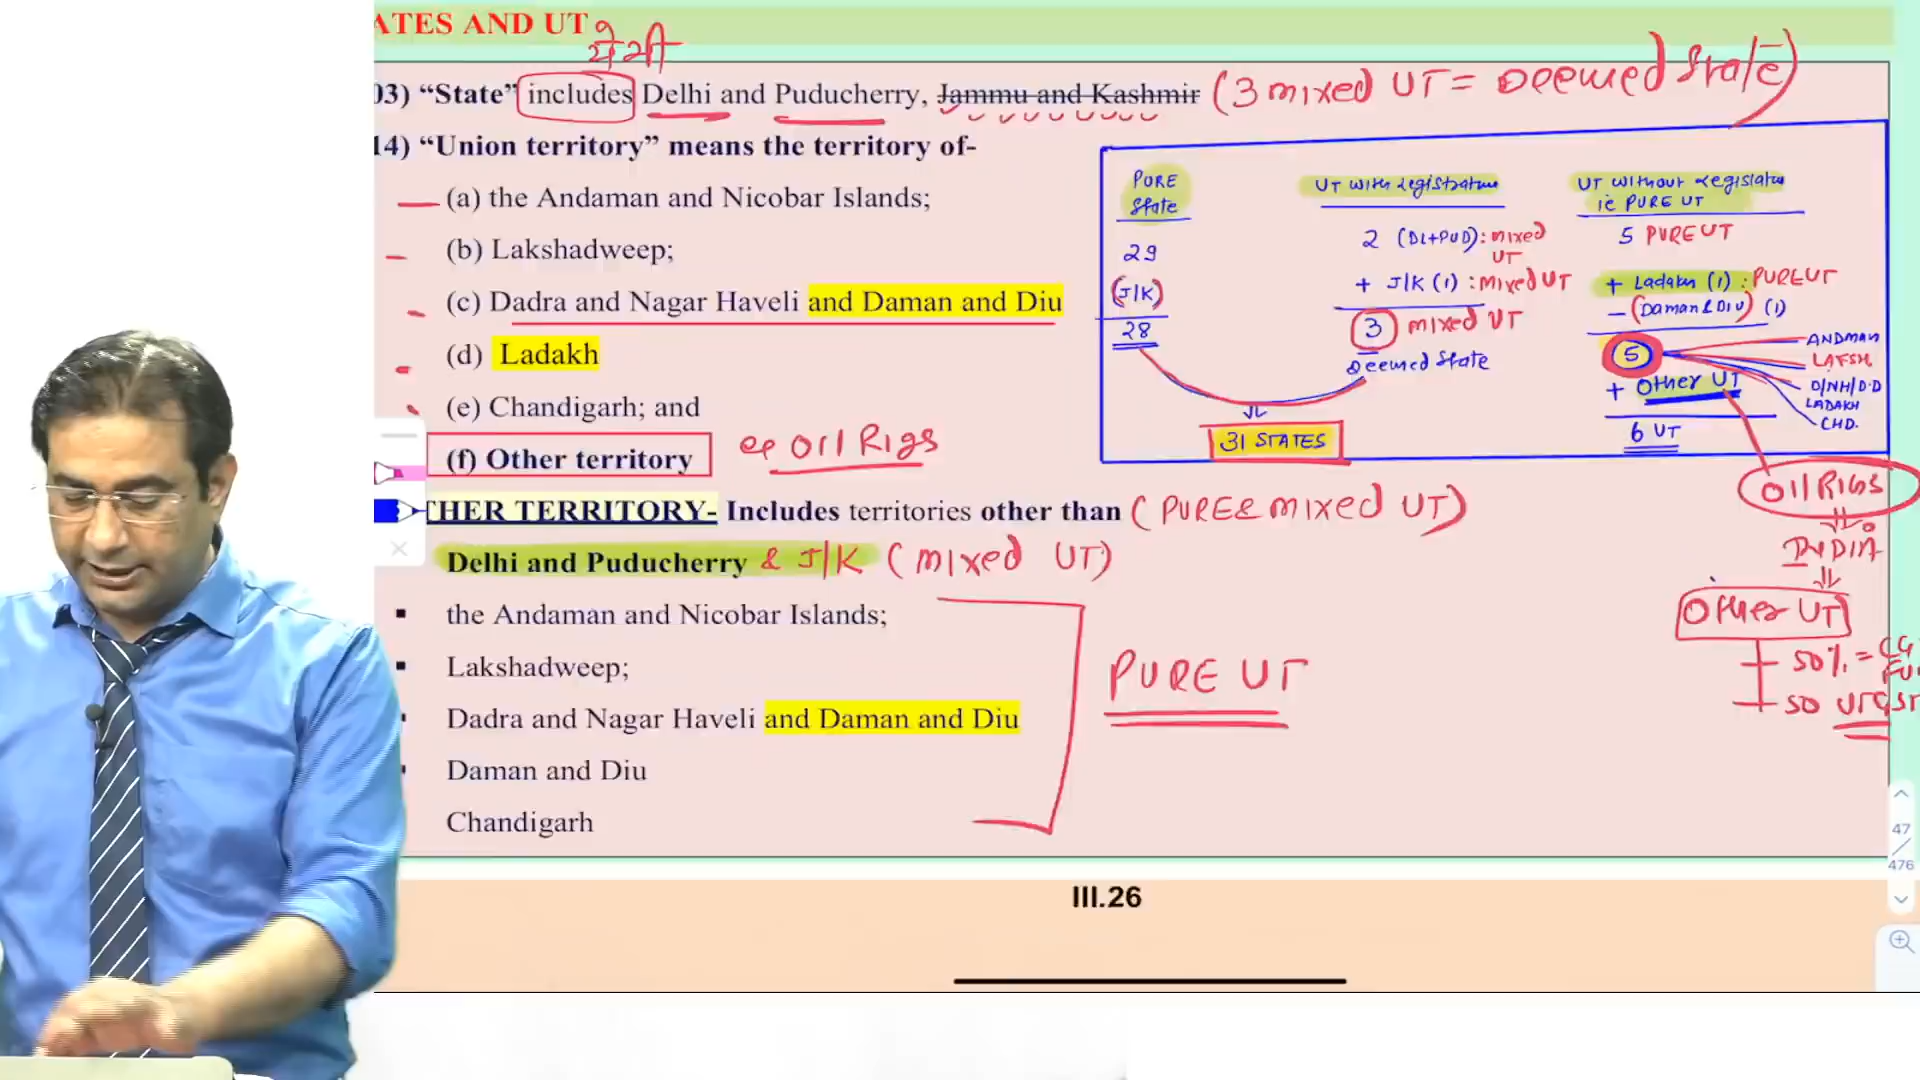 ATES AND UT
ये भी
03) “State” includes Delhi and Puducherry, Jammu and Kashmir (3 mixed UT = Deemed State)
14) “Union territory” means the territory of-
(a) the Andaman and Nicobar Islands;
(b) Lakshadweep;
(c) Dadra and Nagar Haveli and Daman and Diu
(d) Ladakh
(e) Chandigarh; and
(f) Other territory eg Oil Rigs
PURE State
29
(J/K)
28
UT with Legistrature
2 (DL+PUD): mixed UT
+ J/K (1) : mixed UT
3 mixed UT
Deemed State
31 STATES
UT without Legislature
ie PURE UT
5 PURE UT
+ Ladakh (1) : PURE UT
- (Daman & Diu) (1)
5
ANDMAN
LAKSH
D/NH/D.D
LADAKH
CHD.
+ Other UT
6 UT
THER TERRITORY- Includes territories other than (PURE & mixed UT)
Delhi and Puducherry & J/K (mixed UT)
▪ the Andaman and Nicobar Islands;
▪ Lakshadweep;
Dadra and Nagar Haveli and Daman and Diu
Daman and Diu
Chandigarh
PURE UT
Oil Rigs
INDIA
Other UT
50% =
50 UTGST
47
/
476
III.26